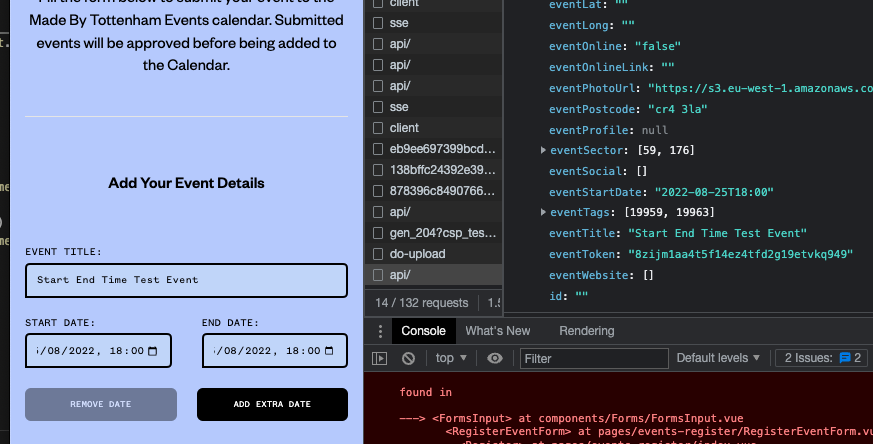 Fill the form below to submit your event to the
Made By Tottenham Events calendar. Submitted
events will be approved before being added to
the Calendar.
Add Your Event Details
EVENT TITLE:
Start End Time Test Event
START DATE:
END DATE:
/08/2022, 18:00
/08/2022, 18:00
REMOVE DATE
ADD EXTRA DATE
client
sse
api/
api/
api/
sse
client
eb9ee697399bcd...
138bffc24392e39...
878396c8490766...
api/
gen_204?csp_tes...
do-upload
api/
14 / 132 requests
1.5
eventLat: ""
eventLong: ""
eventOnline: "false"
eventOnlineLink: ""
eventPhotoUrl: "https://s3.eu-west-1.amazonaws.co
eventPostcode: "cr4 3la"
eventProfile: null
eventSector: [59, 176]
eventSocial: []
eventStartDate: "2022-08-25T18:00"
eventTags: [19959, 19963]
eventTitle: "Start End Time Test Event"
eventToken: "8zijm1aa4t5f14ez4tfd2g19etvkq949"
eventWebsite: []
id: ""
Console What's New Rendering
top Filter Default levels 2 Issues: 2
found in
---> <FormsInput> at components/Forms/FormsInput.vue
<RegisterEventForm> at pages/events-register/RegisterEventForm.vu